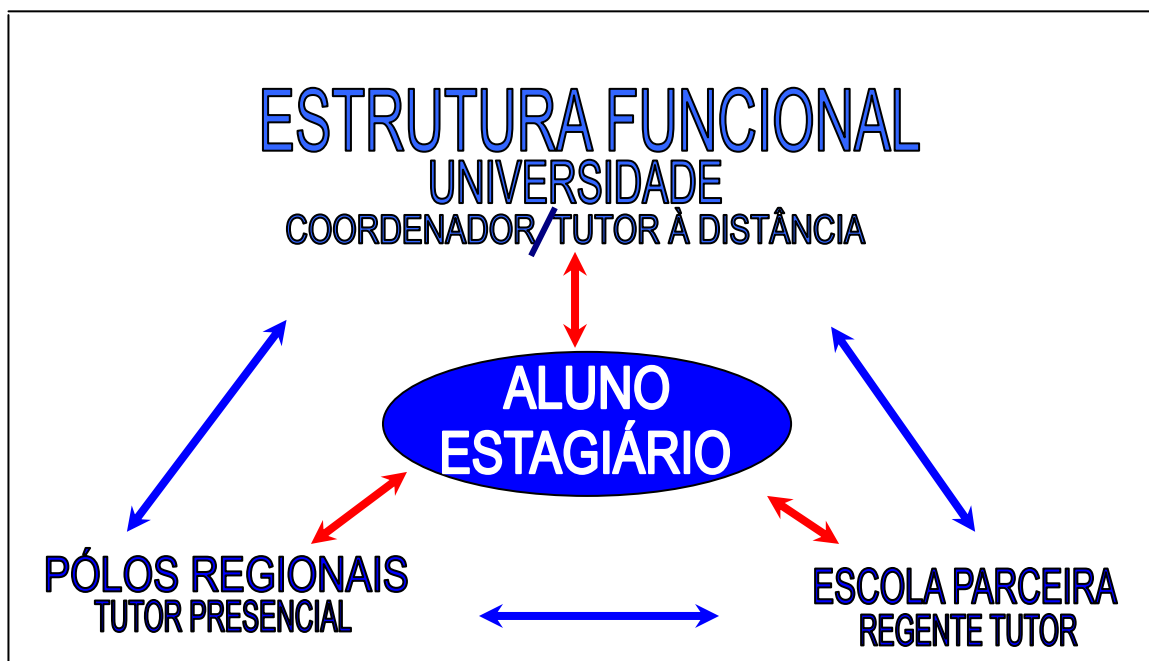 ESTRUTURA FUNCIONAL
UNIVERSIDADE
COORDENADOR/TUTOR À DISTÂNCIA
ALUNO
ESTAGIÁRIO
PÓLOS REGIONAIS
TUTOR PRESENCIAL
ESCOLA PARCEIRA
REGENTE TUTOR